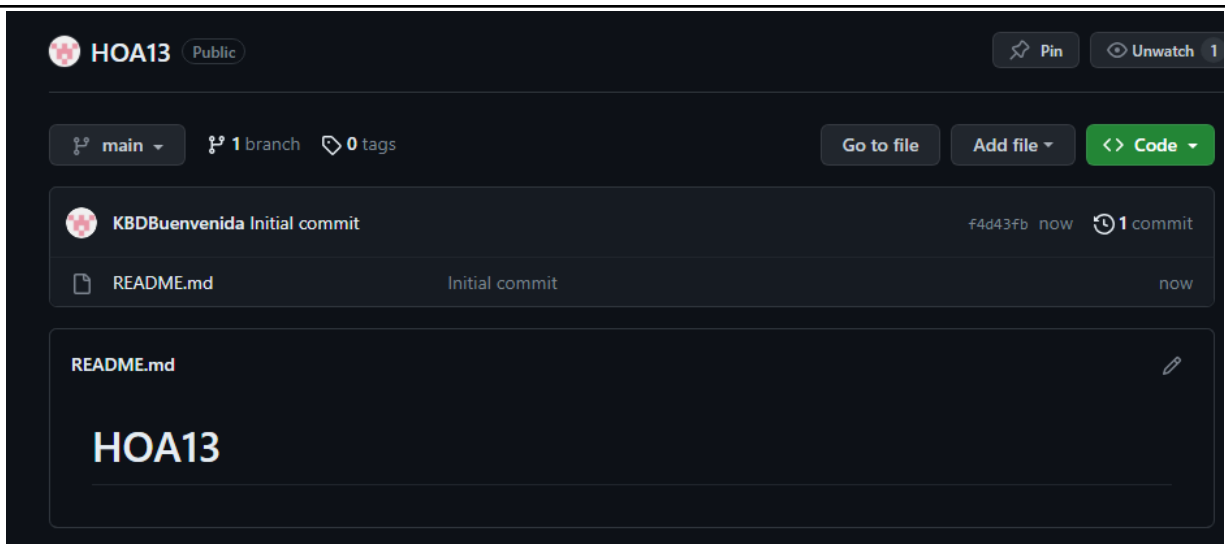 HOA13 Public Pin Unwatch 1
main 1 branch 0 tags Go to file Add file <> Code
KBDBuenvenida Initial commit f4d43fb now 1 commit
README.md Initial commit now
README.md
HOA13